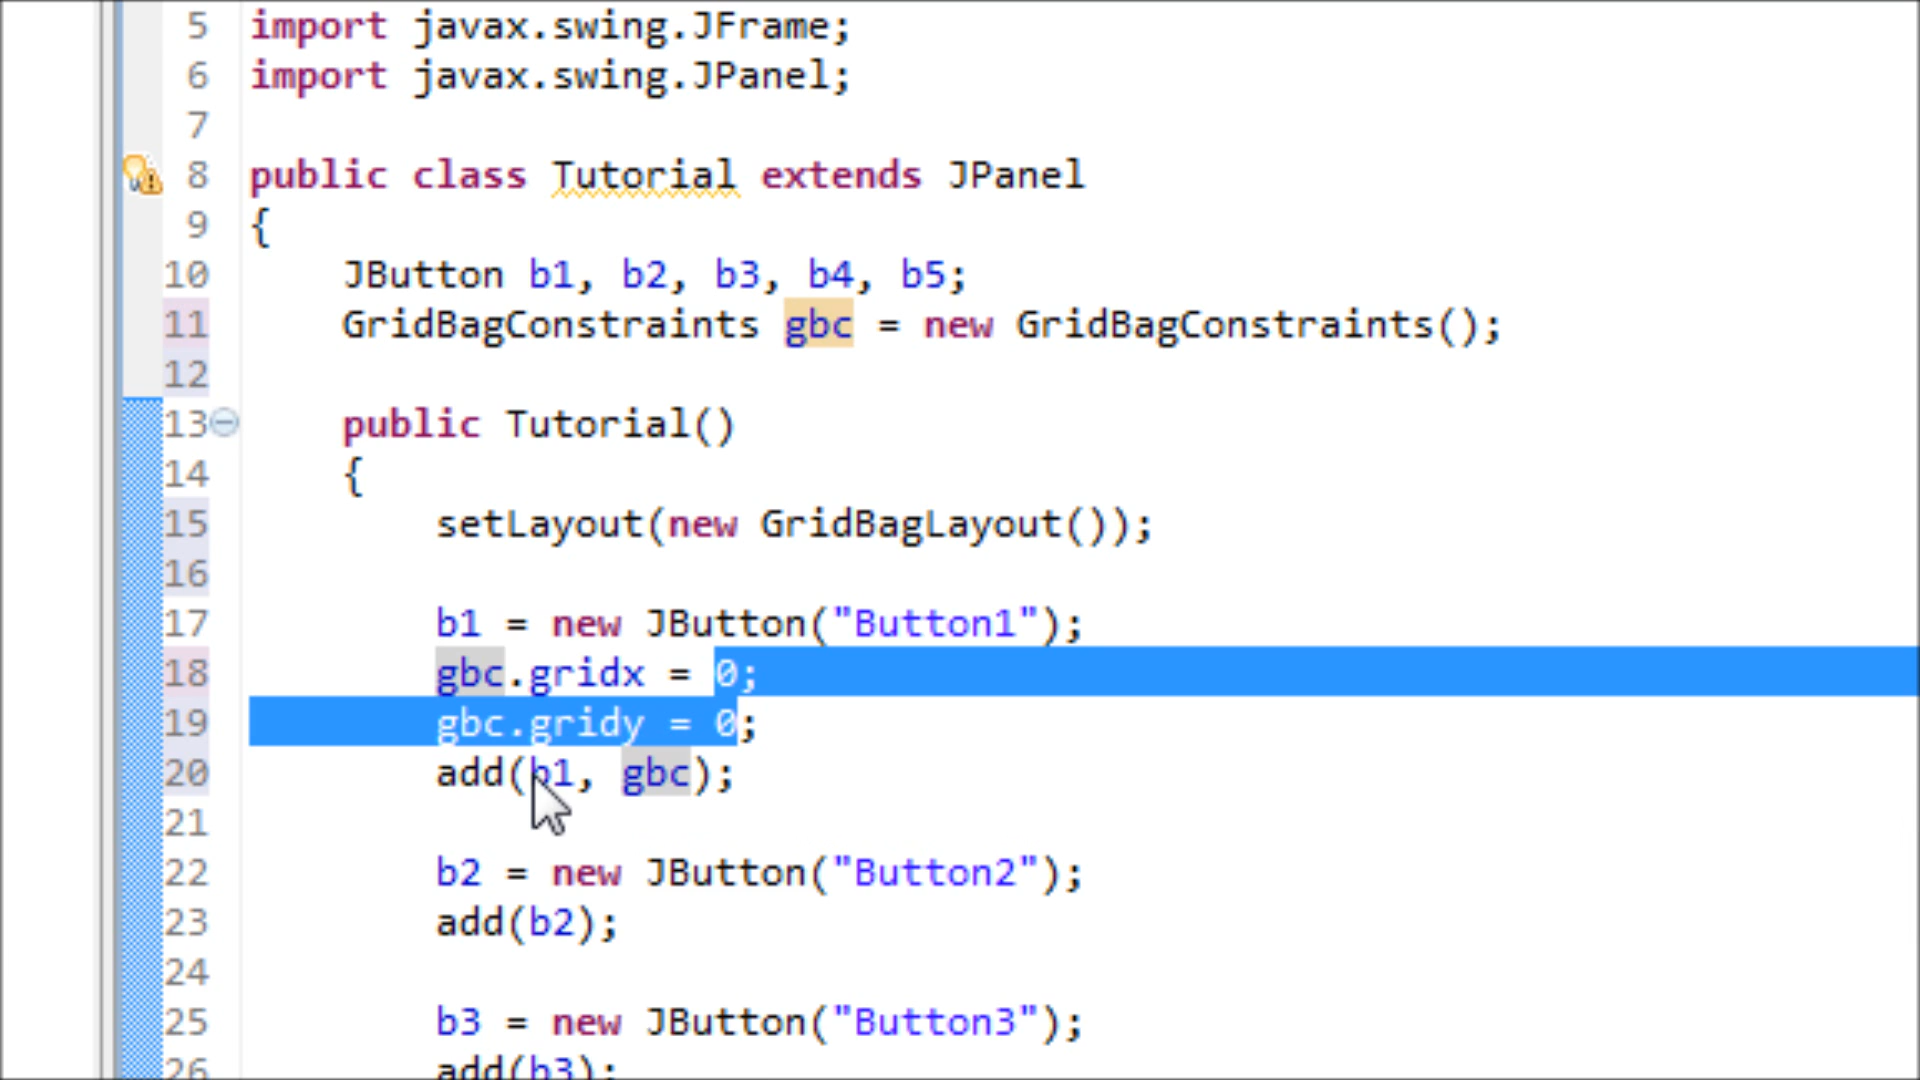 5 import javax.swing.JFrame;
6 import javax.swing.JPanel;
7
8 public class Tutorial extends JPanel
9 {
10 JButton b1, b2, b3, b4, b5;
11 GridBagConstraints gbc = new GridBagConstraints();
12
13 public Tutorial()
14 {
15 setLayout(new GridBagLayout());
16
17 b1 = new JButton("Button1");
18 gbc.gridx = 0;
19 gbc.gridy = 0;
20 add(b1, gbc);
21
22 b2 = new JButton("Button2");
23 add(b2);
24
25 b3 = new JButton("Button3");
26 add(b3);